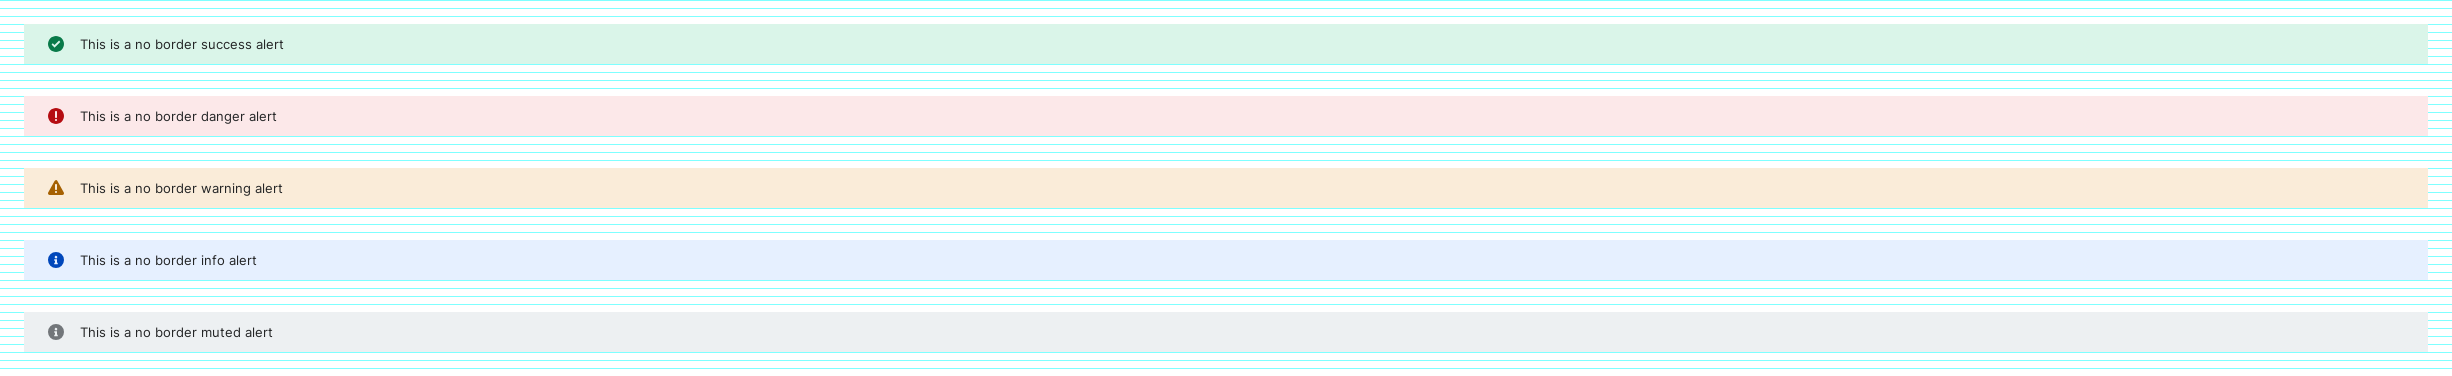 This is a no border success alert
This is a no border danger alert
This is a no border warning alert
This is a no border info alert
This is a no border muted alert